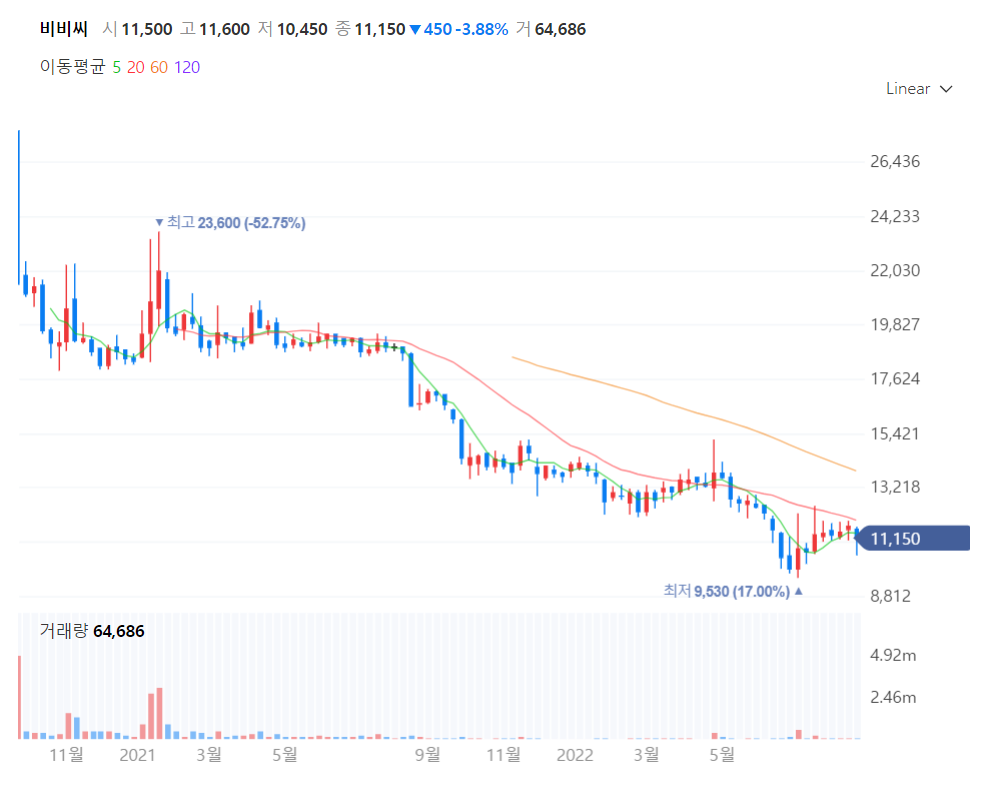 비비씨 시 11,500 고 11,600 저 10,450 종 11,150 ▼ 450 -3.88% 거 64,686
이동평균 5 20 60 120
Linear
26,436
▼ 최고 23,600 (-52.75%)
24,233
22,030
19,827
17,624
15,421
13,218
11,150
최저 9,530 (17.00%) ▲
8,812
거래량 64,686
4.92m
2.46m
11월 2021 3월 5월 9월 11월 2022 3월 5월